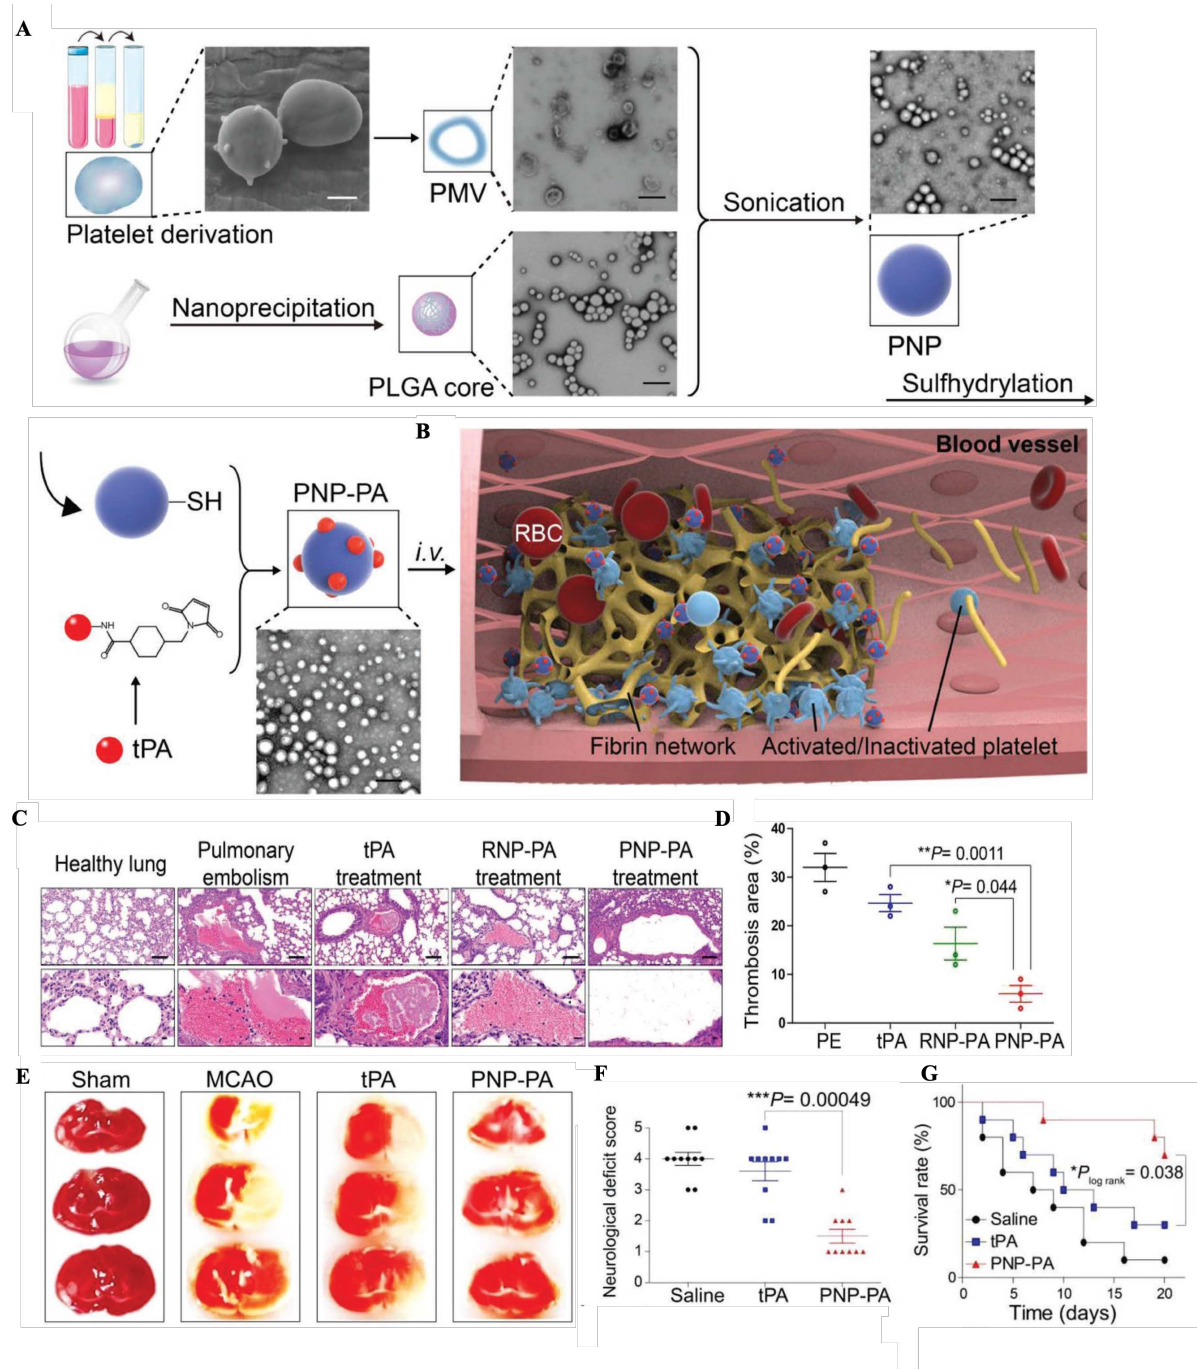 A
Platelet derivation
PMV
Sonication
Nanoprecipitation
PLGA core
PNP
Sulfhydrylation
B
Blood vessel
SH
PNP-PA
i.v.
RBC
NH
O
N
O
O
tPA
Fibrin network
Activated/Inactivated platelet
C
Healthy lung
Pulmonary
embolism
tPA
treatment
RNP-PA
treatment
PNP-PA
treatment
D
Thrombosis area (%)
40
30
20
10
0
**P= 0.0011
*P= 0.044
PE
tPA
RNP-PA
PNP-PA
E
Sham
MCAO
tPA
PNP-PA
F
Neurological deficit score
5
4
3
2
1
0
***P= 0.00049
Saline
tPA
PNP-PA
G
Survival rate (%)
100
50
0
*Plog rank= 0.038
Saline
tPA
PNP-PA
0
5
10
15
20
Time (days)